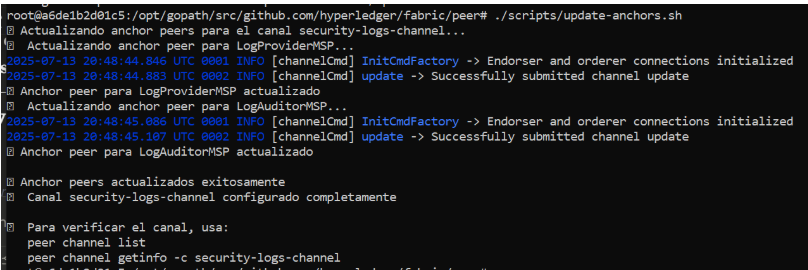 root@a6de1b2d01c5:/opt/gopath/src/github.com/hyperledger/fabric/peer# ./scripts/update-anchors.sh
Actualizando anchor peers para el canal security-logs-channel...
Actualizando anchor peer para LogProviderMSP...
2025-07-13 20:48:44.846 UTC 0001 INFO [channelCmd] InitCmdFactory -> Endorser and orderer connections initialized
2025-07-13 20:48:44.883 UTC 0002 INFO [channelCmd] update -> Successfully submitted channel update
Anchor peer para LogProviderMSP actualizado
Actualizando anchor peer para LogAuditorMSP...
2025-07-13 20:48:45.086 UTC 0001 INFO [channelCmd] InitCmdFactory -> Endorser and orderer connections initialized
2025-07-13 20:48:45.107 UTC 0002 INFO [channelCmd] update -> Successfully submitted channel update
Anchor peer para LogAuditorMSP actualizado
Anchor peers actualizados exitosamente
Canal security-logs-channel configurado completamente
Para verificar el canal, usa:
peer channel list
peer channel getinfo -c security-logs-channel